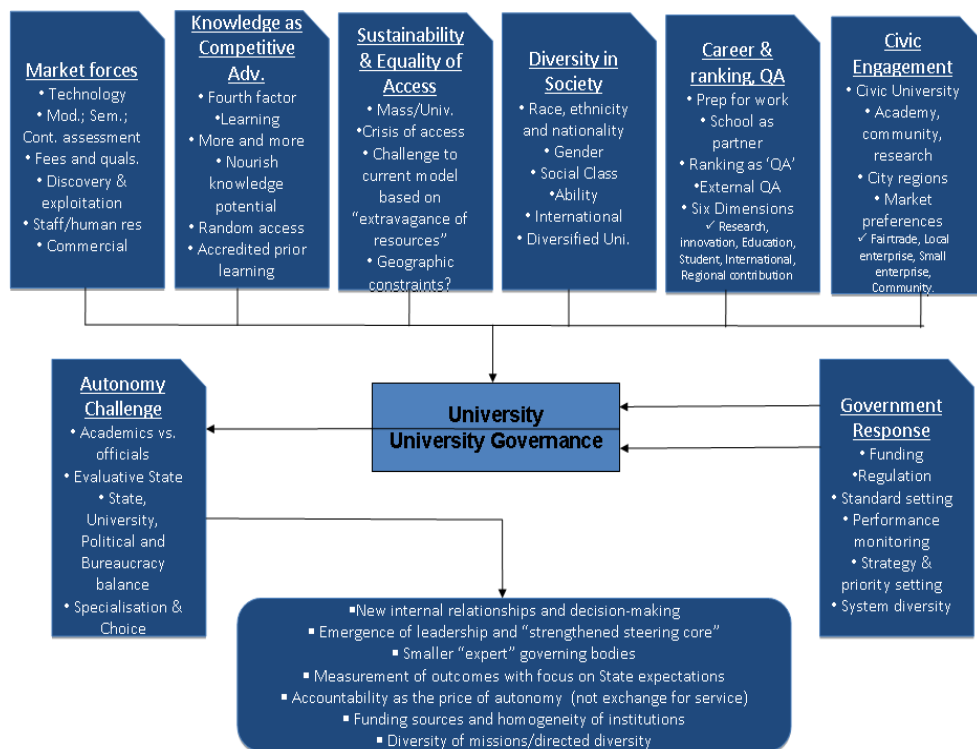 Market forces
• Technology
• Mod.; Sem.;
Cont. assessment
• Fees and quals.
• Discovery &
exploitation
• Staff/human res
• Commercial
Knowledge as
Competitive
Adv.
• Fourth factor
•Learning
• More and more
• Nourish
knowledge
potential
• Random access
• Accredited prior
learning
Sustainability
& Equality of
Access
• Mass/Univ.
•Crisis of access
• Challenge to
current model
based on
“extravagance of
resources”
• Geographic
constraints?
Diversity in
Society
• Race, ethnicity
and nationality
• Gender
• Social Class
• Ability
• International
• Diversified Uni.
Career &
ranking, QA
• Prep for work
• School as
partner
• Ranking as ‘QA’
•External QA
• Six Dimensions
✓ Research,
innovation, Education,
Student, International,
Regional contribution
Civic
Engagement
• Civic University
• Academy,
community,
research
• City regions
• Market
preferences
✓ Fairtrade, Local
enterprise, Small
enterprise,
Community.
Autonomy
Challenge
• Academics vs.
officials
• Evaluative State
• State,
University,
Political and
Bureaucracy
balance
• Specialisation &
Choice
University
University Governance
Government
Response
• Funding
•Regulation
• Standard setting
• Performance
monitoring
• Strategy &
priority setting
• System diversity
▪New internal relationships and decision-making
▪ Emergence of leadership and “strengthened steering core”
▪ Smaller “expert” governing bodies
▪ Measurement of outcomes with focus on State expectations
▪ Accountability as the price of autonomy (not exchange for service)
▪ Funding sources and homogeneity of institutions
▪ Diversity of missions/directed diversity